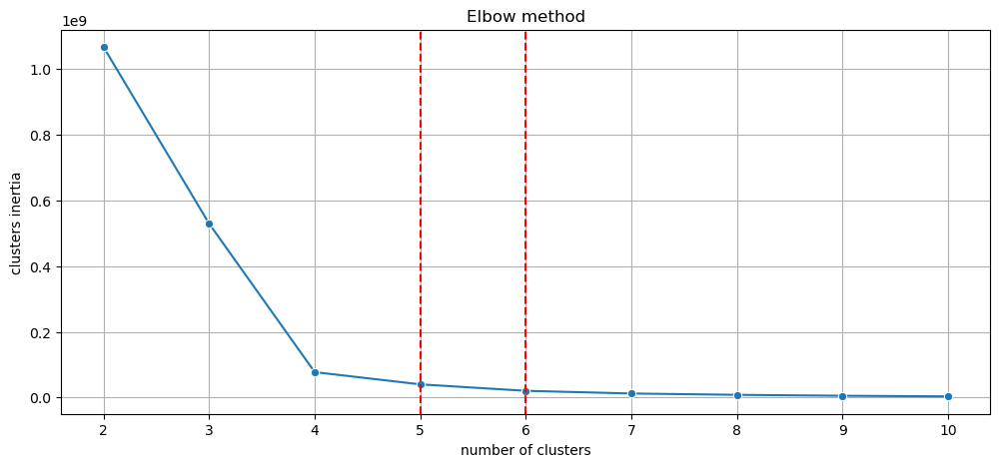 Elbow method
1e9
1.0
0.8
0.6
0.4
0.2
0.0
clusters inertia
2 3 4 5 6 7 8 9 10
number of clusters